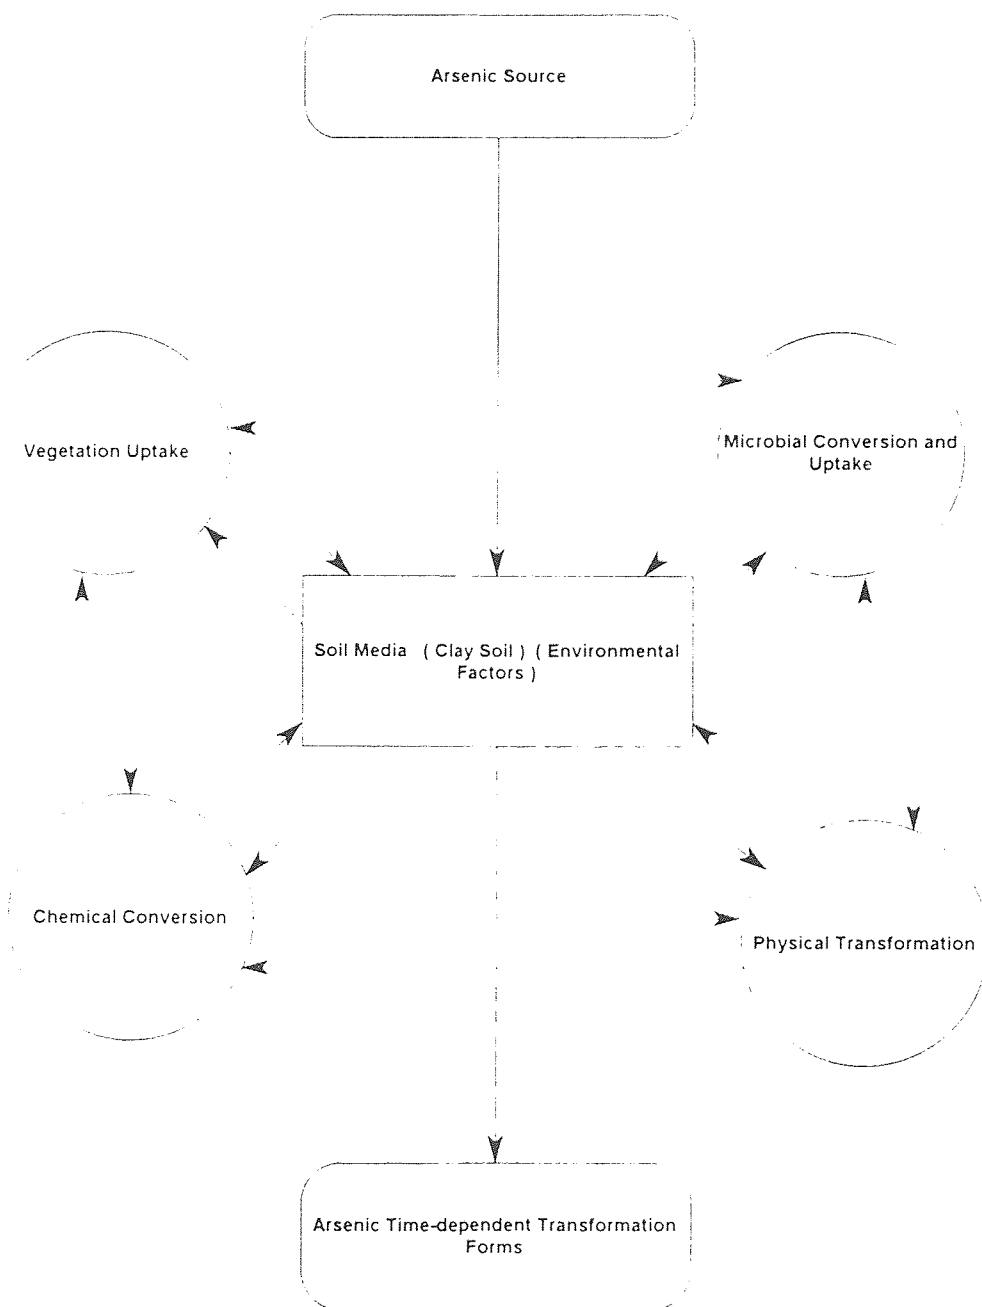 Arsenic Source
Vegetation Uptake
Microbial Conversion and
Uptake
Soil Media ( Clay Soil ) ( Environmental
Factors )
Chemical Conversion
Physical Transformation
Arsenic Time-dependent Transformation
Forms